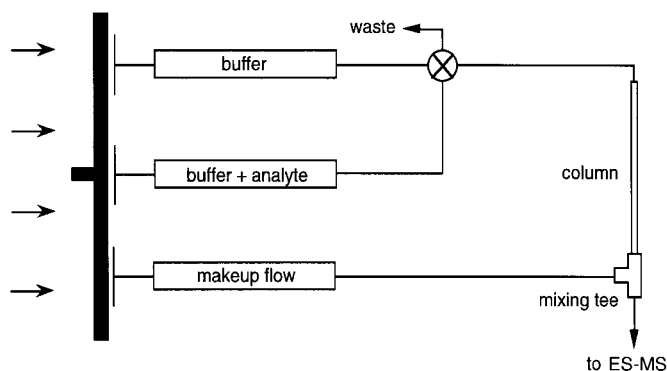 waste
buffer
buffer + analyte
column
makeup flow
mixing tee
to ES-MS